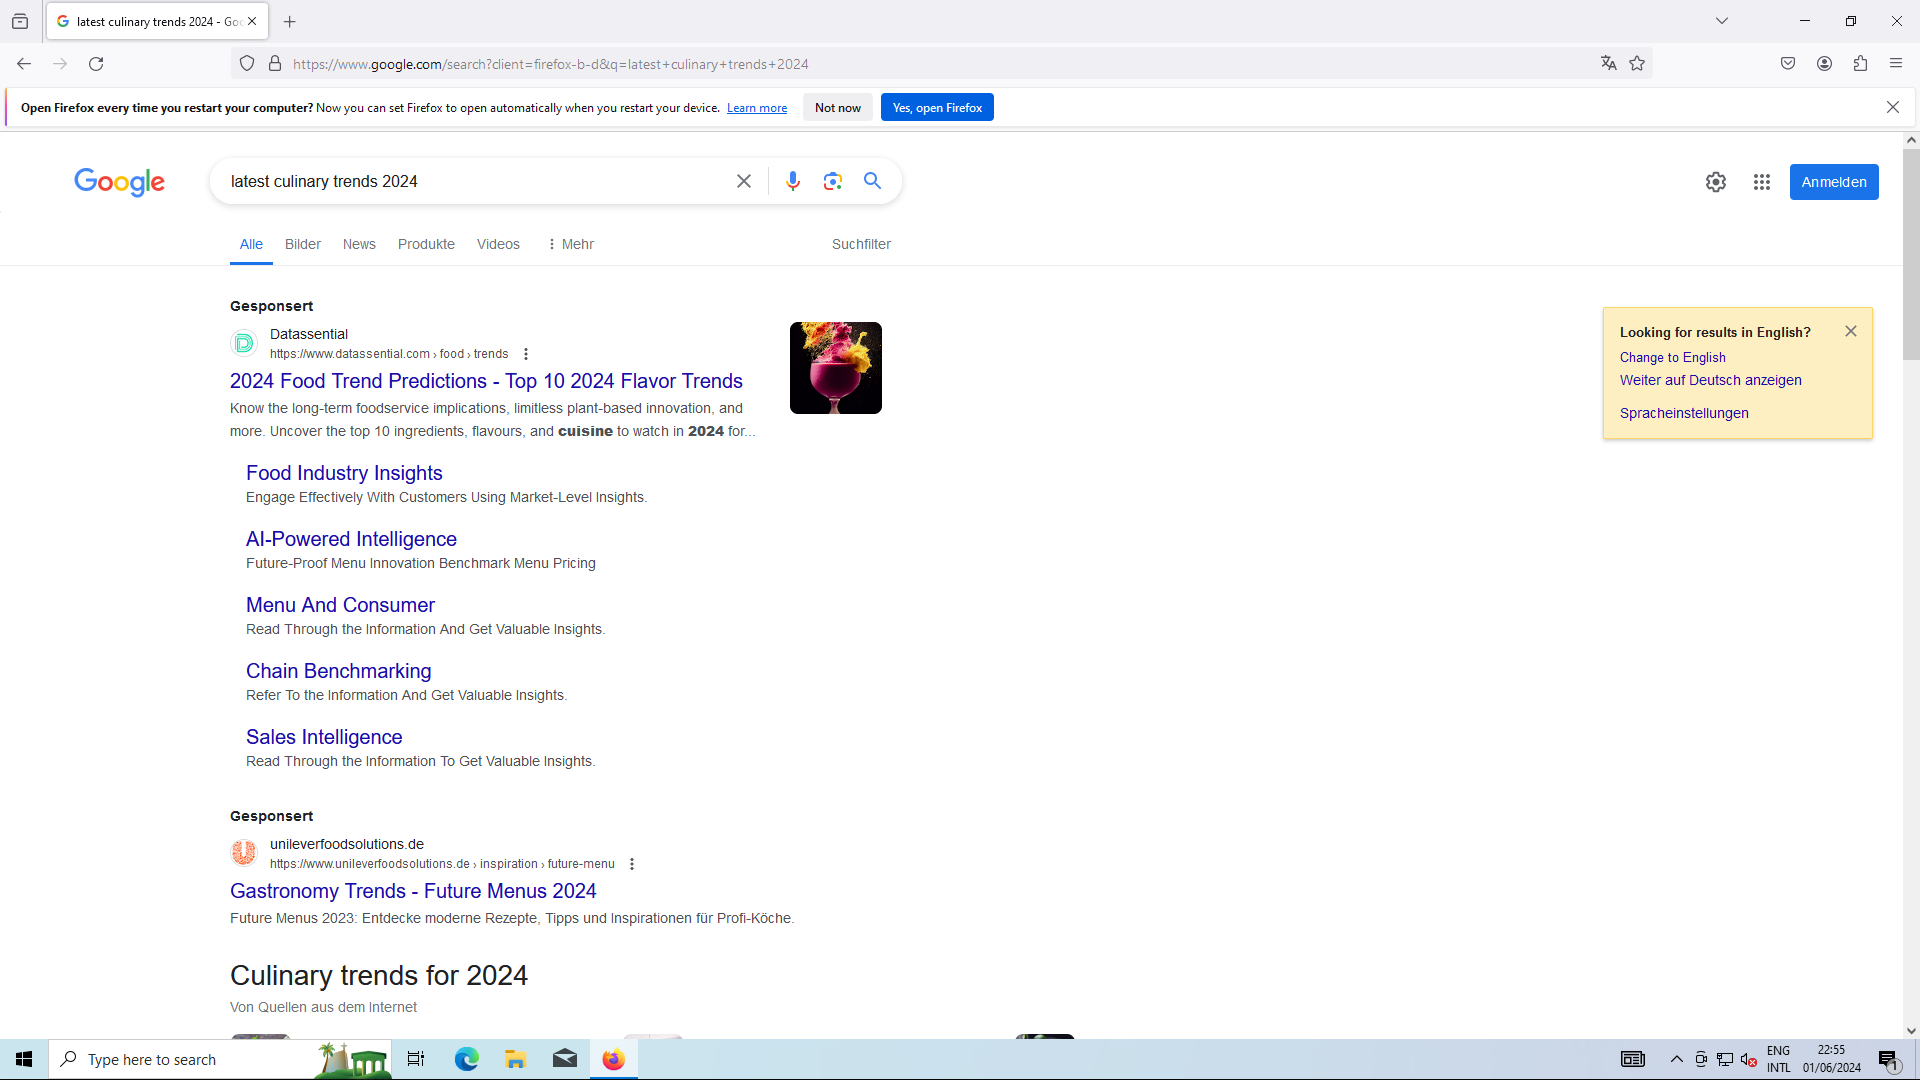 latest culinary trends 2024 - Goo
https://www.google.com/search?client=firefox-b-d&q=latest+culinary+trends+2024
Open Firefox every time you restart your computer? Now you can set Firefox to open automatically when you restart your device. Learn more
Not now
Yes, open Firefox
Google
latest culinary trends 2024
Anmelden
Alle
Bilder
News
Produkte
Videos
Mehr
Suchfilter
Gesponsert
Datassential
https://www.datassential.com › food › trends
2024 Food Trend Predictions - Top 10 2024 Flavor Trends
Know the long-term foodservice implications, limitless plant-based innovation, and
more. Uncover the top 10 ingredients, flavours, and cuisine to watch in 2024 for...
Food Industry Insights
Engage Effectively With Customers Using Market-Level Insights.
AI-Powered Intelligence
Future-Proof Menu Innovation Benchmark Menu Pricing
Menu And Consumer
Read Through the Information And Get Valuable Insights.
Chain Benchmarking
Refer To the Information And Get Valuable Insights.
Sales Intelligence
Read Through the Information To Get Valuable Insights.
Looking for results in English?
Change to English
Weiter auf Deutsch anzeigen
Spracheinstellungen
Gesponsert
unileverfoodsolutions.de
https://www.unileverfoodsolutions.de › inspiration › future-menu
Gastronomy Trends - Future Menus 2024
Future Menus 2023: Entdecke moderne Rezepte, Tipps und Inspirationen für Profi-Köche.
Culinary trends for 2024
Von Quellen aus dem Internet
Type here to search
ENG
INTL
22:55
01/06/2024
1